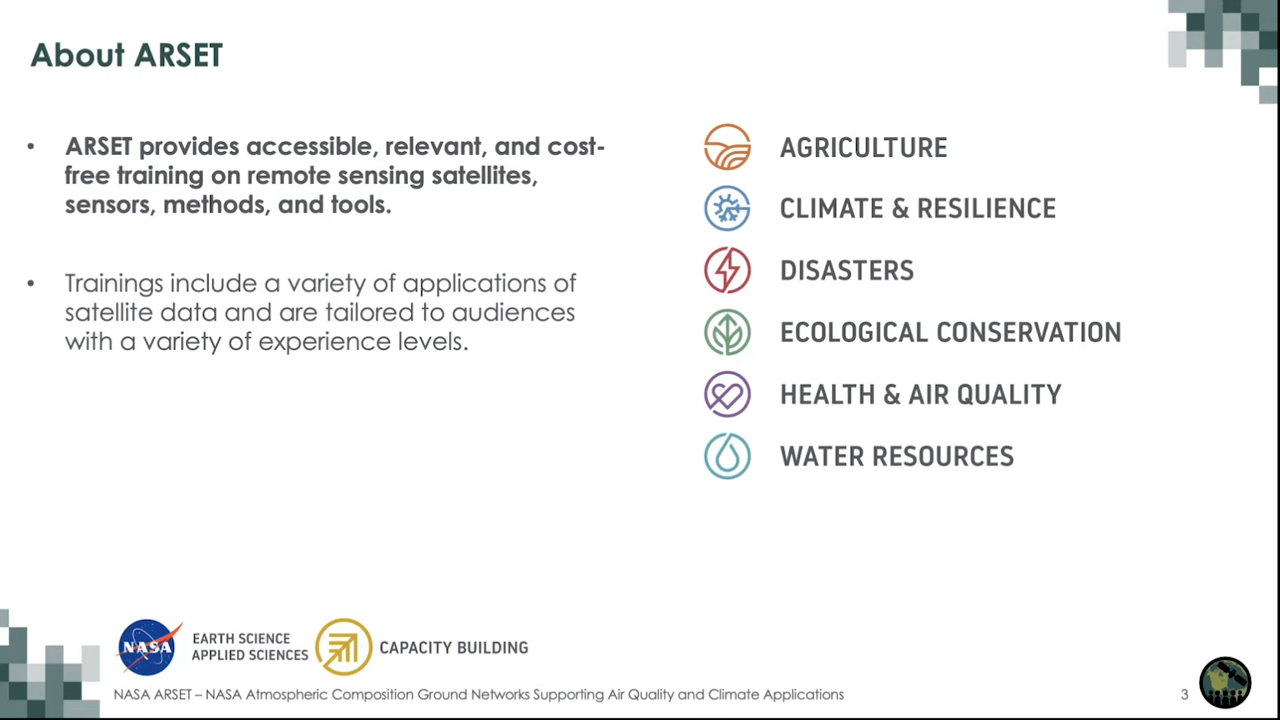 About ARSET
• ARSET provides accessible, relevant, and cost-
free training on remote sensing satellites,
sensors, methods, and tools.
• Trainings include a variety of applications of
satellite data and are tailored to audiences
with a variety of experience levels.
AGRICULTURE
CLIMATE & RESILIENCE
DISASTERS
ECOLOGICAL CONSERVATION
HEALTH & AIR QUALITY
WATER RESOURCES
NASA
EARTH SCIENCE
APPLIED SCIENCES
CAPACITY BUILDING
NASA ARSET – NASA Atmospheric Composition Ground Networks Supporting Air Quality and Climate Applications
3